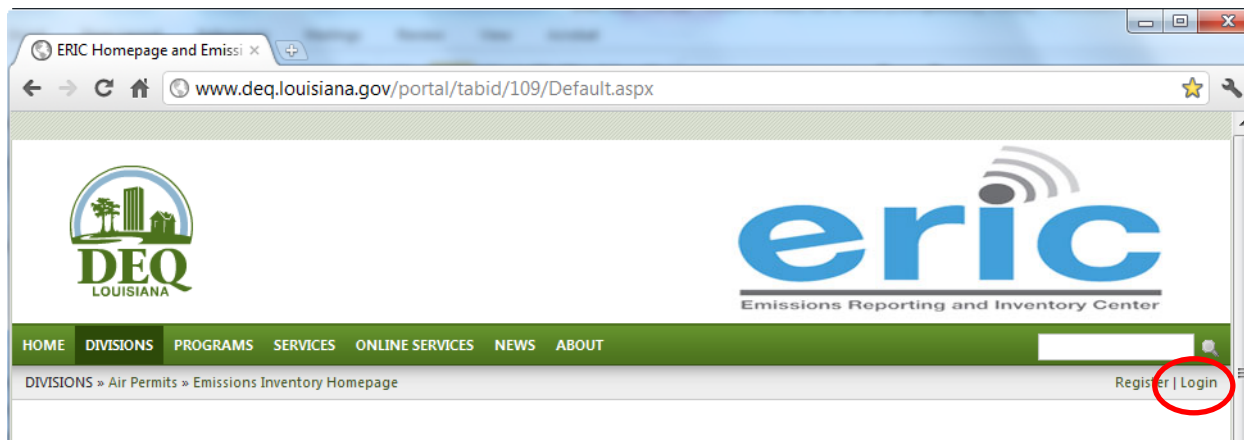 ERIC Homepage and Emissi
www.deq.louisiana.gov/portal/tabid/109/Default.aspx
DEQ
LOUISIANA
eric
Emissions Reporting and Inventory Center
HOME DIVISIONS PROGRAMS SERVICES ONLINE SERVICES NEWS ABOUT
DIVISIONS » Air Permits » Emissions Inventory Homepage Register | Login